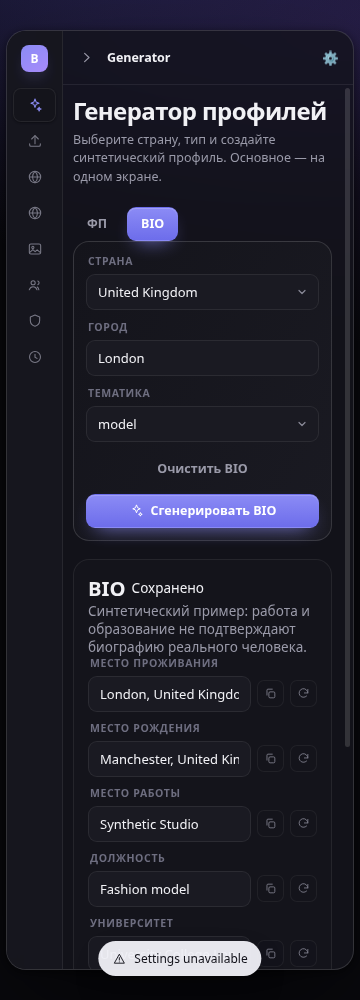 B
Generator
Генератор профилей
Выберите страну, тип и создайте
синтетический профиль. Основное — на
одном экране.
ФП
BIO
СТРАНА
United Kingdom
ГОРОД
London
ТЕМАТИКА
model
Очистить BIO
Сгенерировать BIO
BIO Сохранено
Синтетический пример: работа и
образование не подтверждают
биографию реального человека.
МЕСТО ПРОЖИВАНИЯ
London, United Kingdc
МЕСТО РОЖДЕНИЯ
Manchester, United Kin
МЕСТО РАБОТЫ
Synthetic Studio
ДОЛЖНОСТЬ
Fashion model
УНИВЕРСИТЕТ
Settings unavailable